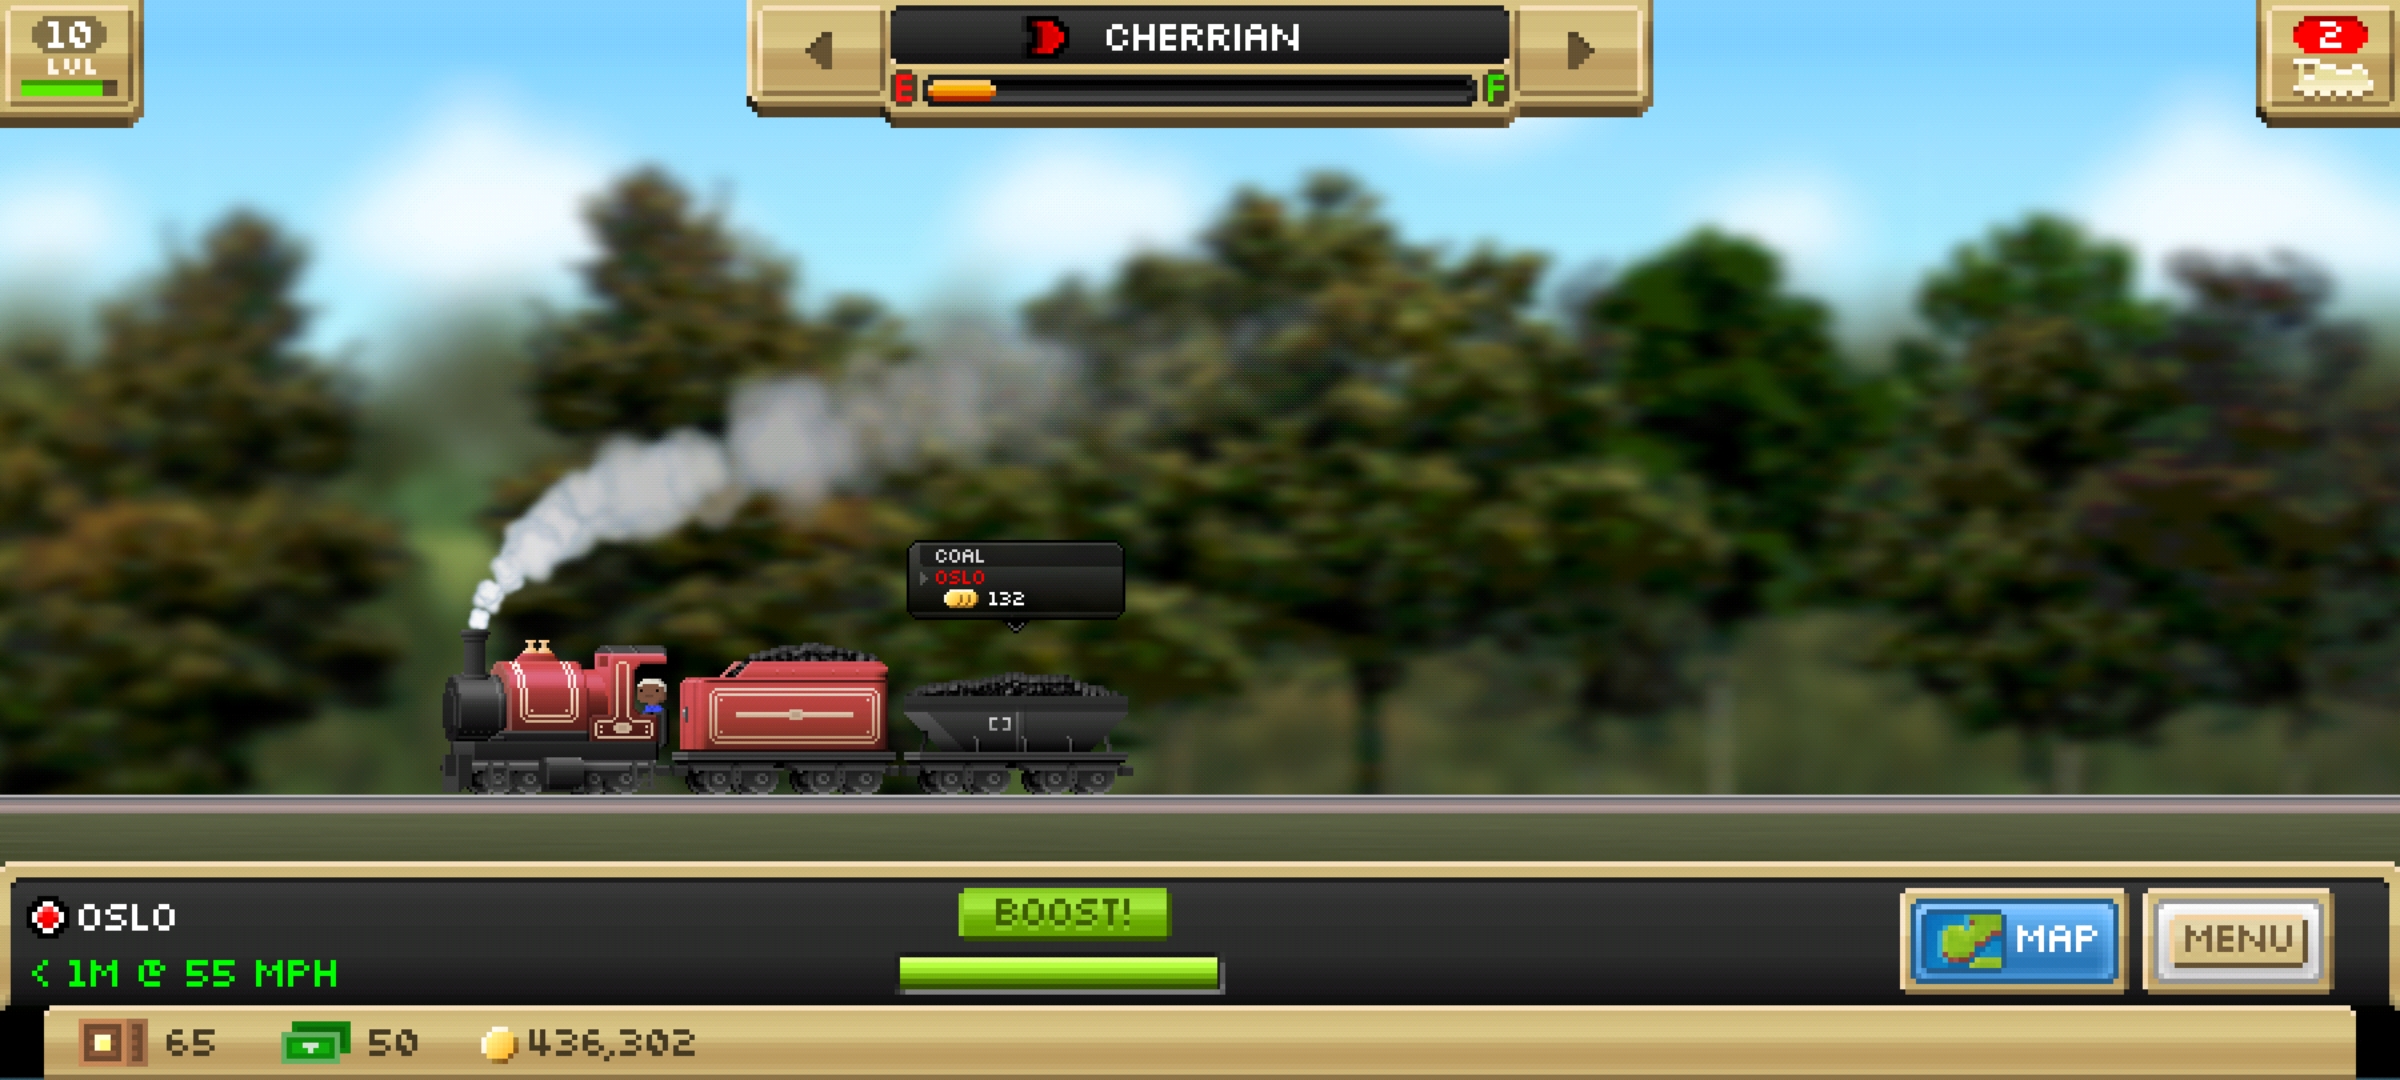 10
LVL
CHERRIAN
E F
2
COAL
OSLO
132
OSLO
BOOST!
< 1M @ 55 MPH
MAP
MENU
65
50
436,302